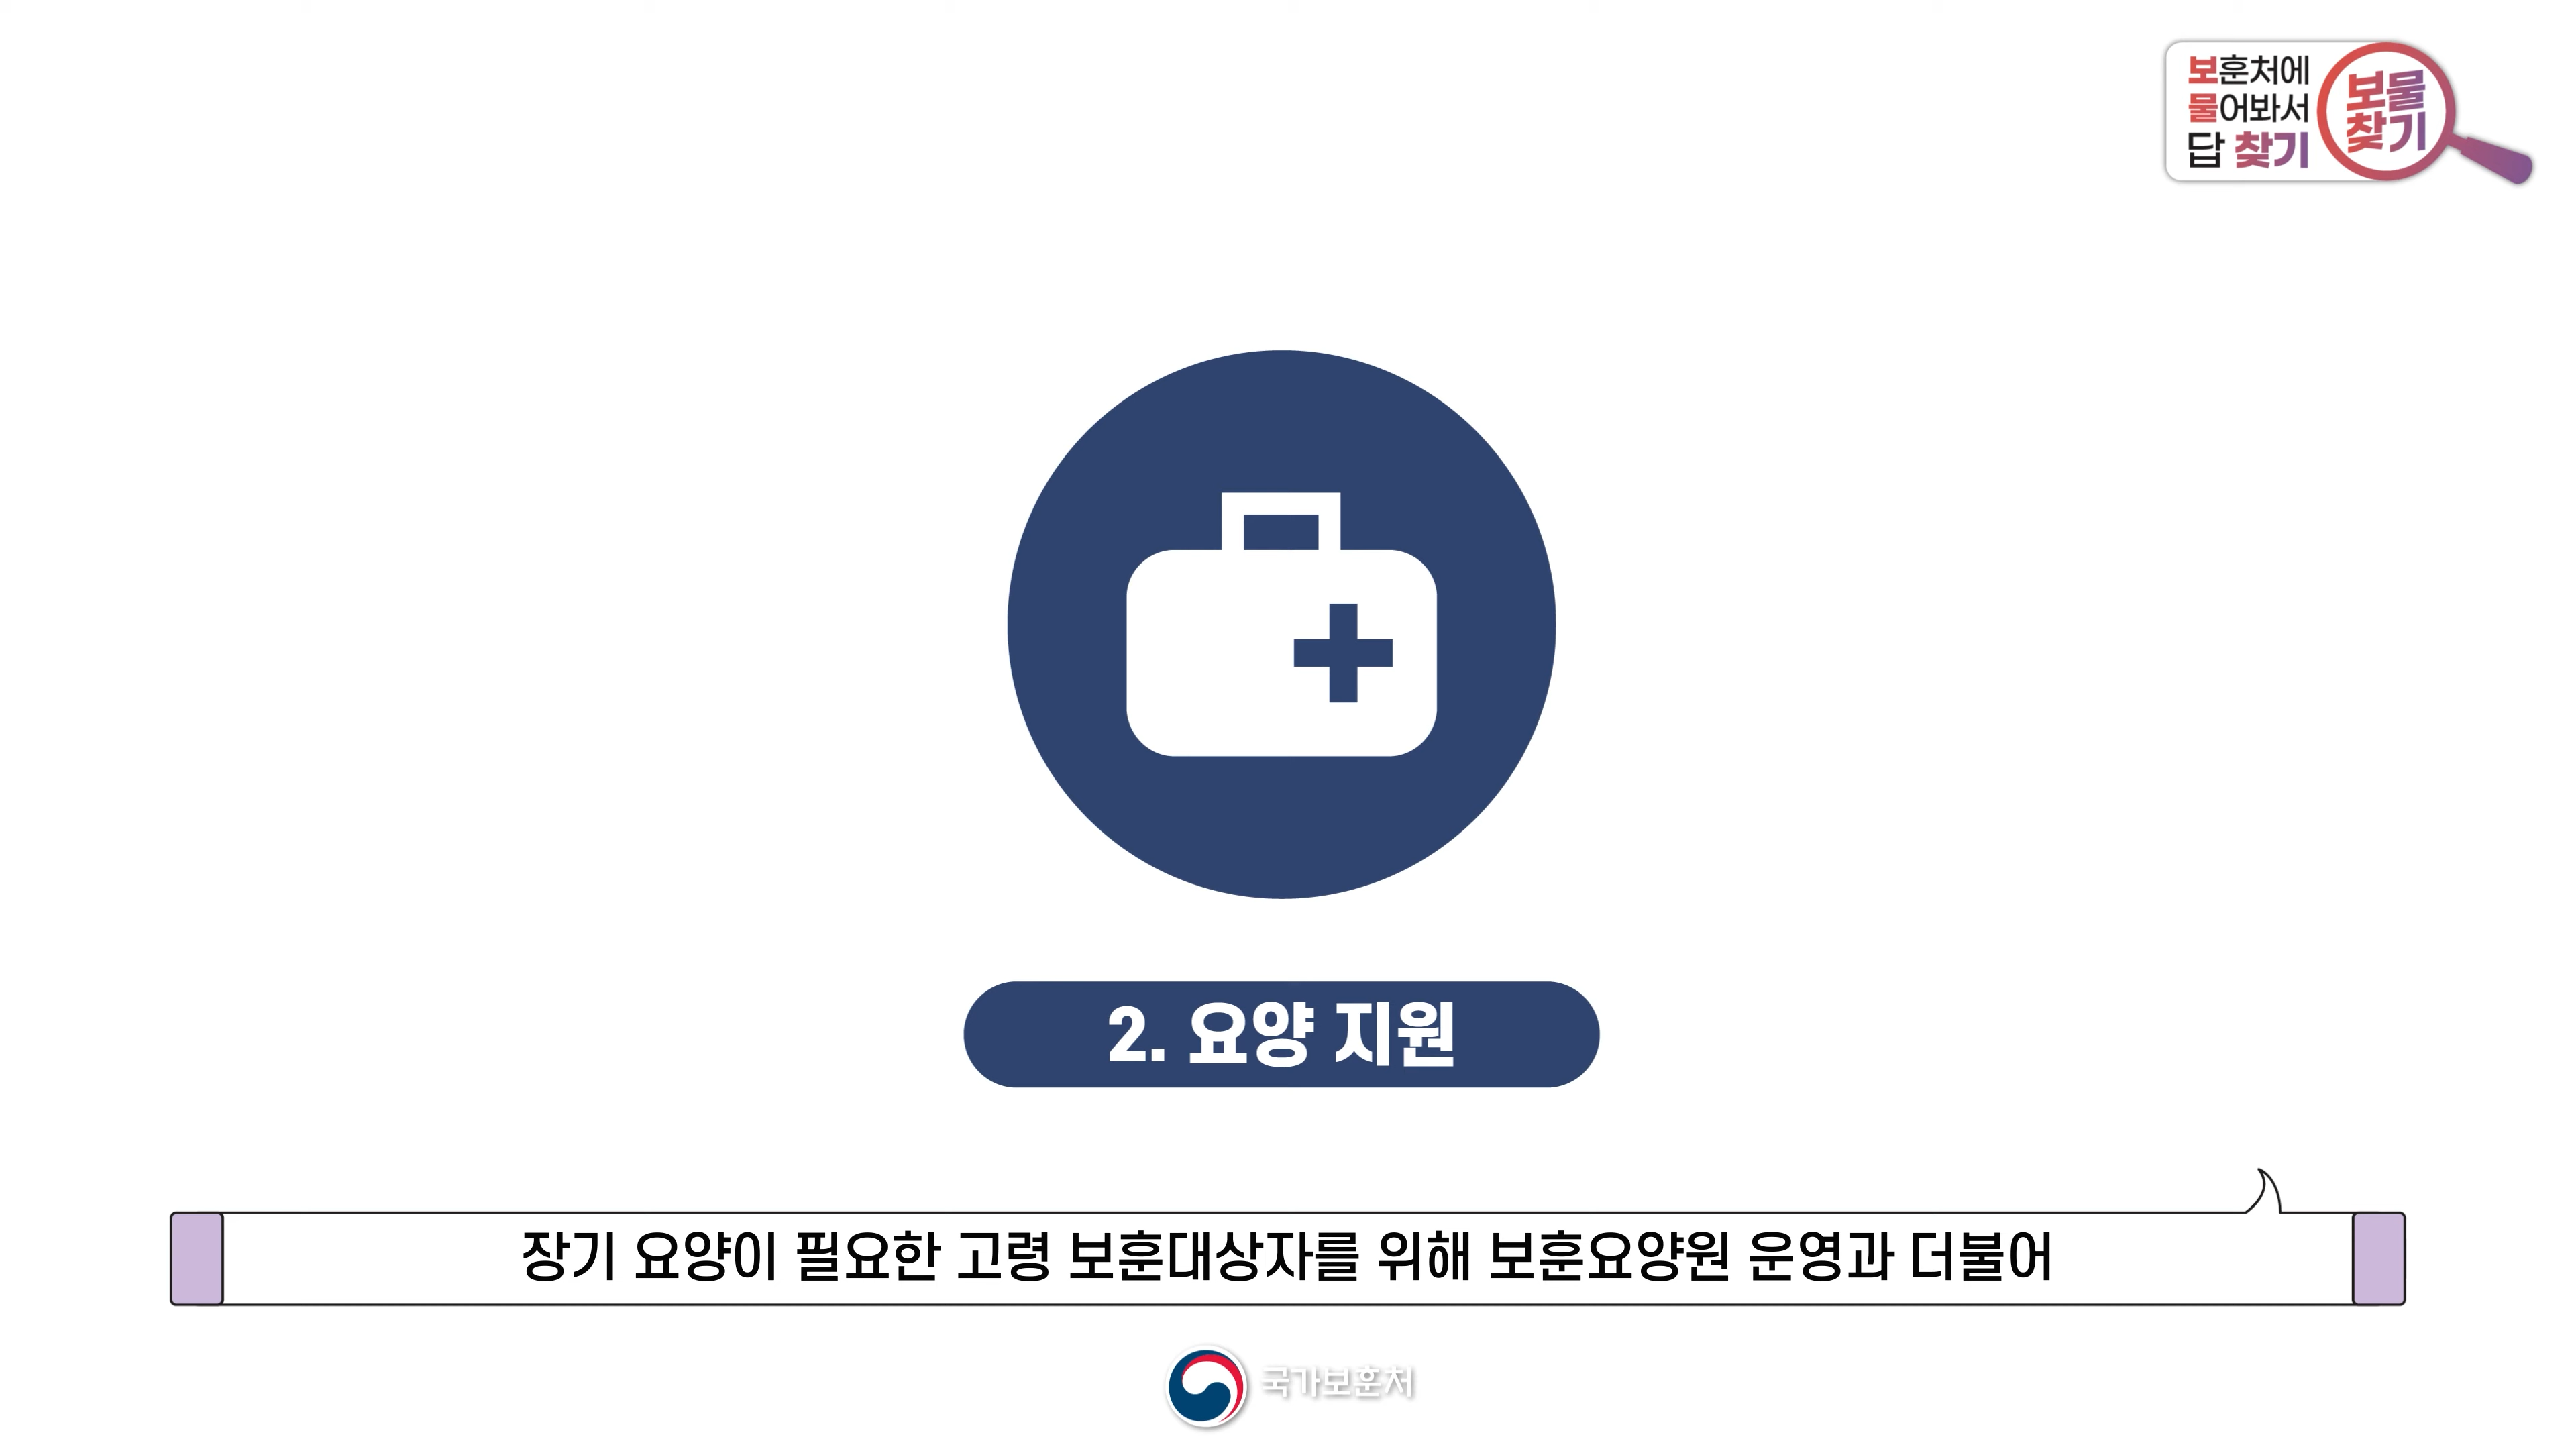 보훈처에
물어봐서
답 찾기
보물
찾기
2. 요양 지원
장기 요양이 필요한 고령 보훈대상자를 위해 보훈요양원 운영과 더불어
국가보훈처